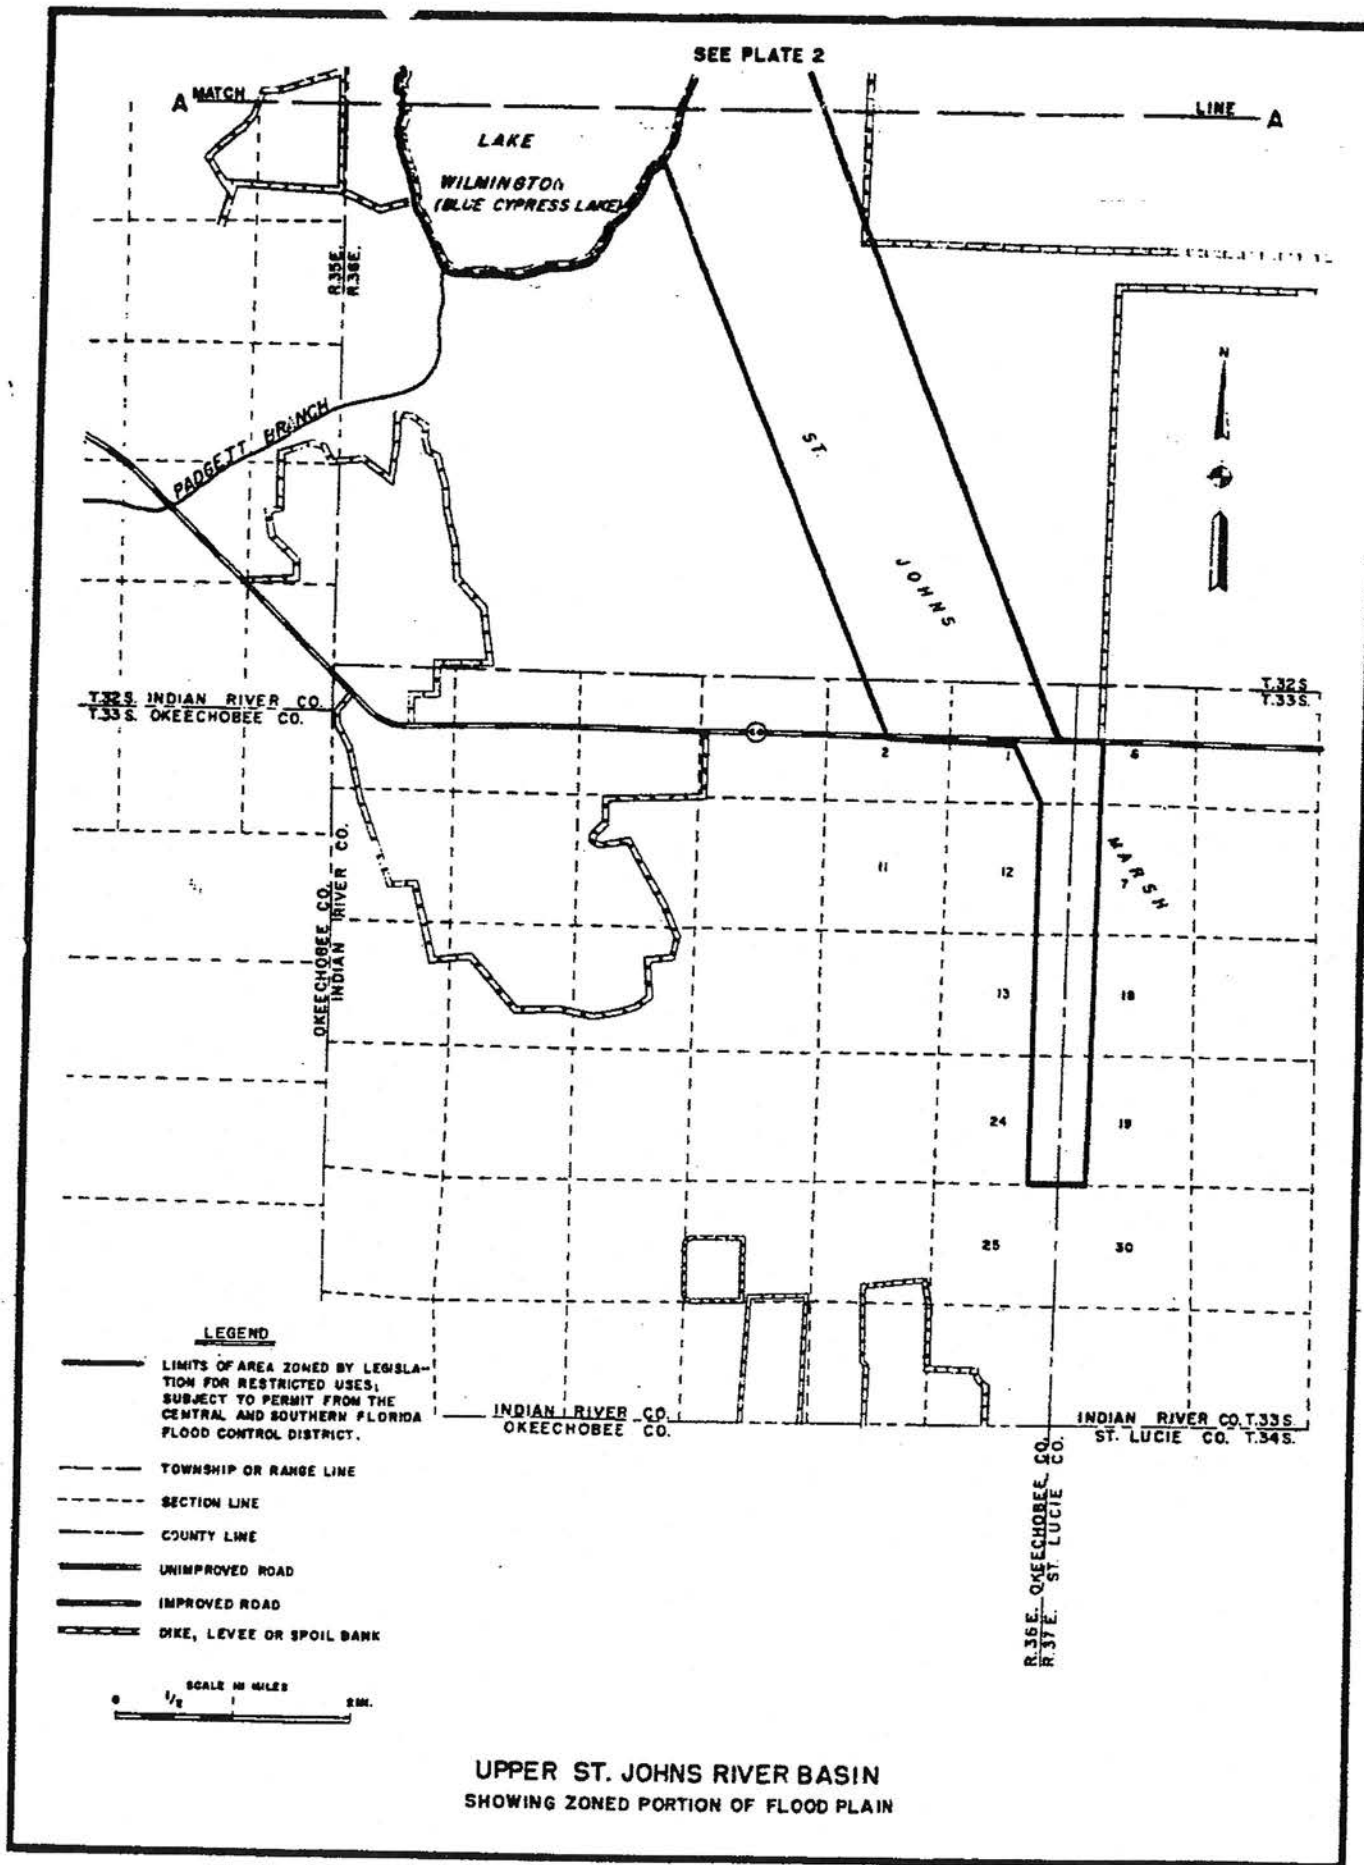 SEE PLATE 2
A MATCH LINE A
LAKE
WILMINGTON
(BLUE CYPRESS LAKE)
R.35E.
R.36E.
N
PADGETT BRANCH
ST.
JOHNS
MARSH
T.32S. INDIAN RIVER CO.
T.33S. OKEECHOBEE CO.
T.32S
T.33S.
60
2
1
6
11
12
7
13
18
24
19
25
30
OKEECHOBEE CO.
INDIAN RIVER CO.
LEGEND
LIMITS OF AREA ZONED BY LEGISLA-
TION FOR RESTRICTED USES;
SUBJECT TO PERMIT FROM THE
CENTRAL AND SOUTHERN FLORIDA
FLOOD CONTROL DISTRICT.
TOWNSHIP OR RANGE LINE
SECTION LINE
COUNTY LINE
UNIMPROVED ROAD
IMPROVED ROAD
DIKE, LEVEE OR SPOIL BANK
INDIAN RIVER CO.
OKEECHOBEE CO.
INDIAN RIVER CO. T.33S.
ST. LUCIE CO. T.34S.
R.36E. OKEECHOBEE CO.
R.37E. ST. LUCIE CO.
SCALE IN MILES
0 1/2 2MI.
UPPER ST. JOHNS RIVER BASIN
SHOWING ZONED PORTION OF FLOOD PLAIN